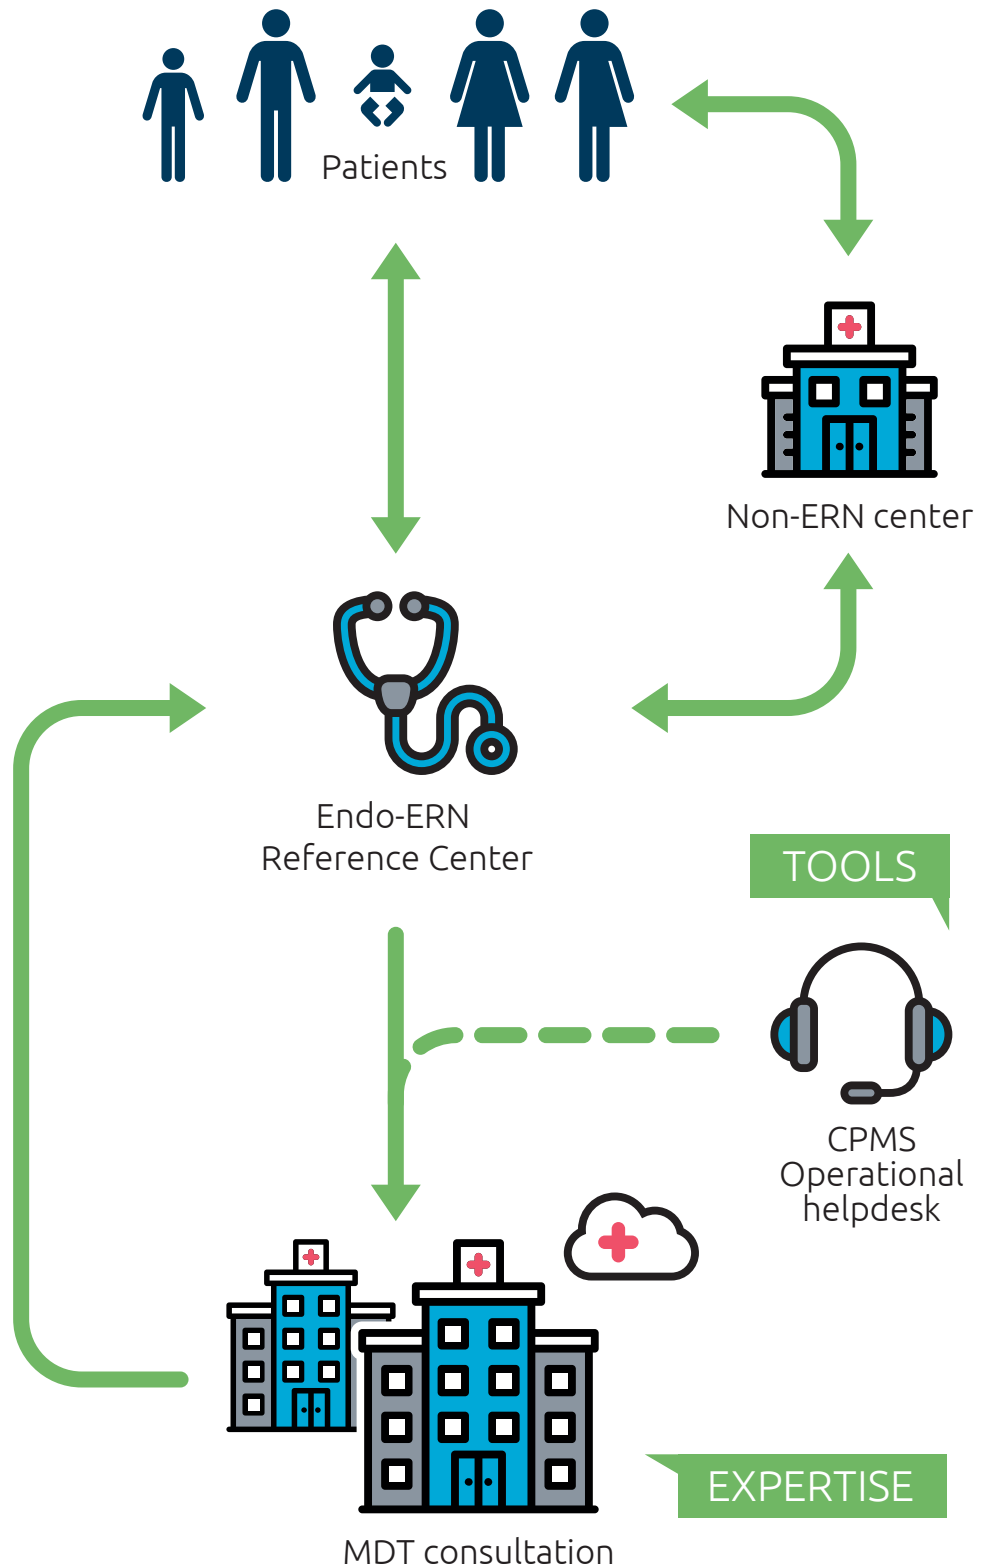 Patients
Non-ERN center
Endo-ERN
Reference Center
TOOLS
CPMS
Operational
helpdesk
EXPERTISE
MDT consultation